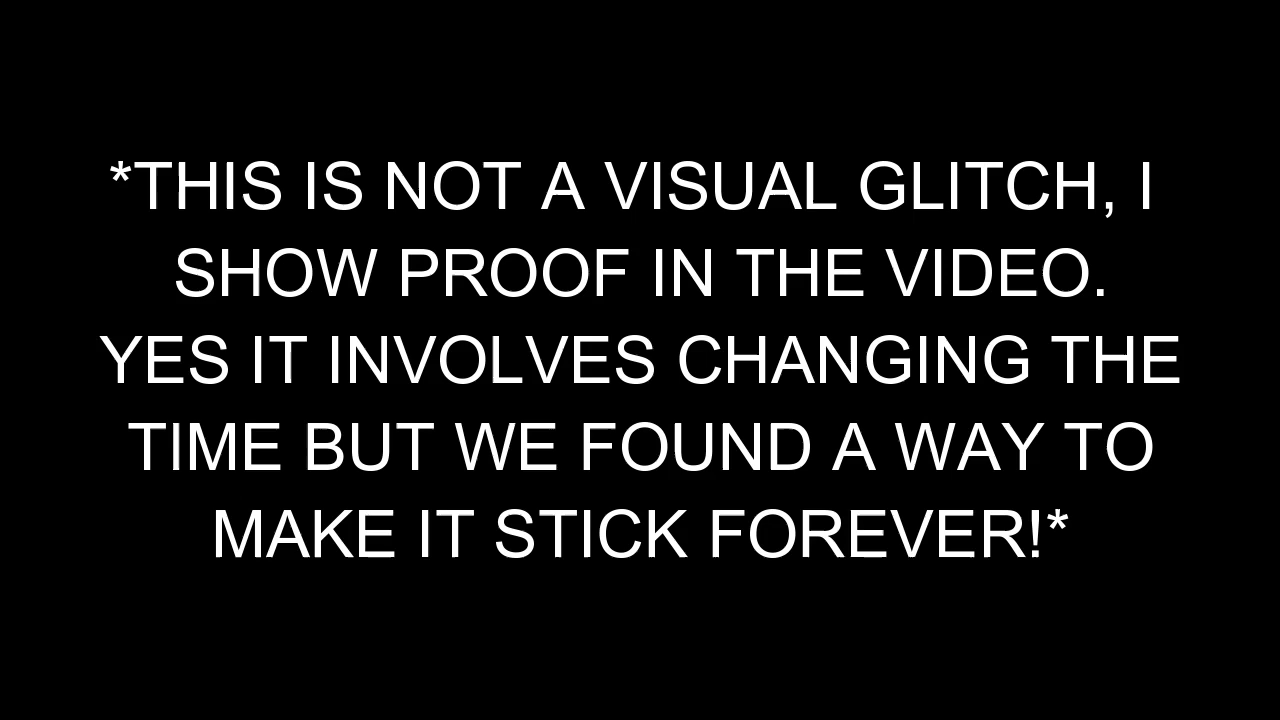 *THIS IS NOT A VISUAL GLITCH, I
SHOW PROOF IN THE VIDEO.
YES IT INVOLVES CHANGING THE
TIME BUT WE FOUND A WAY TO
MAKE IT STICK FOREVER!*